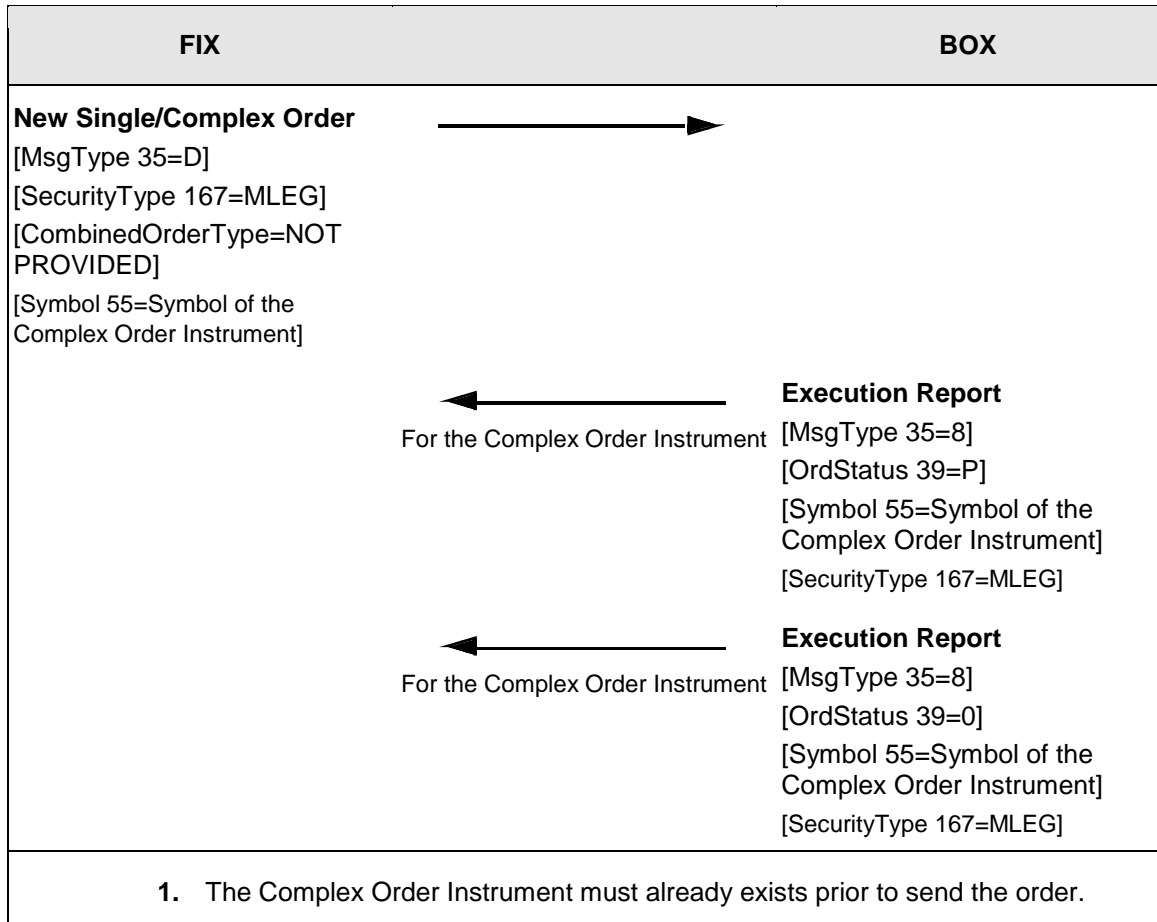 FIX
BOX
New Single/Complex Order
[MsgType 35=D]
[SecurityType 167=MLEG]
[CombinedOrderType=NOT
PROVIDED]
[Symbol 55=Symbol of the
Complex Order Instrument]
Execution Report
For the Complex Order Instrument
[MsgType 35=8]
[OrdStatus 39=P]
[Symbol 55=Symbol of the
Complex Order Instrument]
[SecurityType 167=MLEG]
Execution Report
For the Complex Order Instrument
[MsgType 35=8]
[OrdStatus 39=0]
[Symbol 55=Symbol of the
Complex Order Instrument]
[SecurityType 167=MLEG]
1. The Complex Order Instrument must already exists prior to send the order.